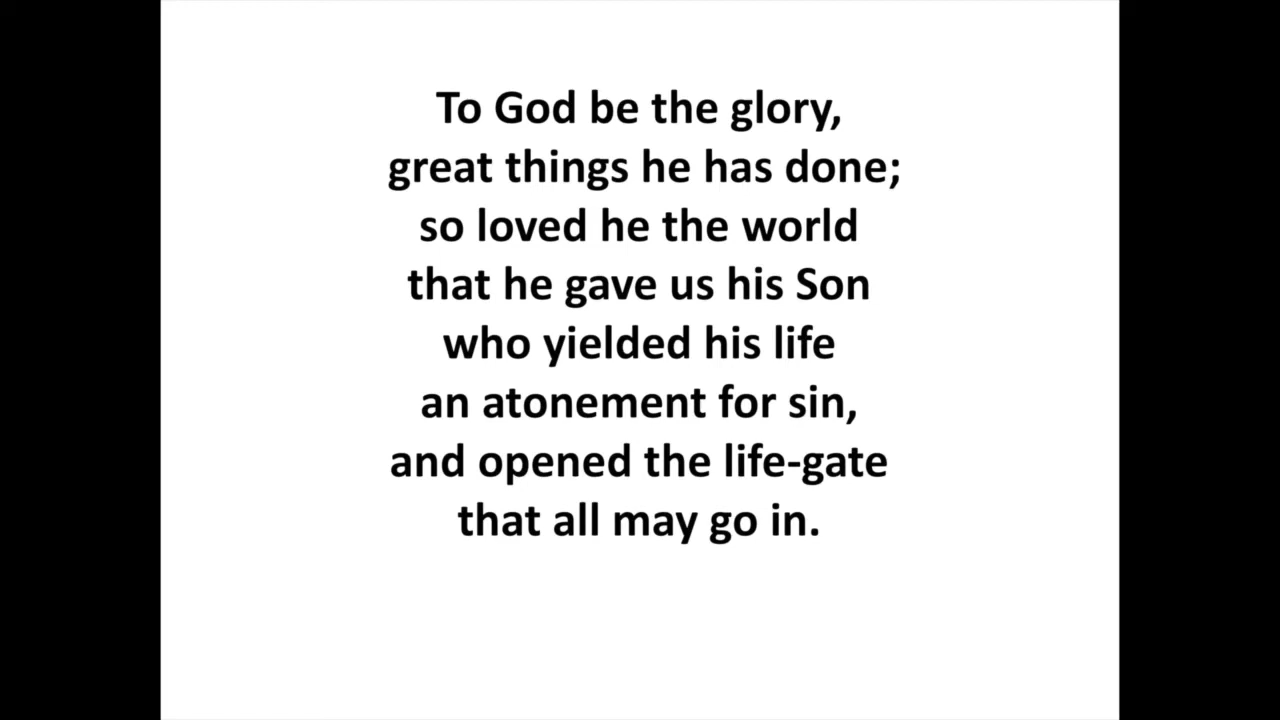 To God be the glory,
great things he has done;
so loved he the world
that he gave us his Son
who yielded his life
an atonement for sin,
and opened the life-gate
that all may go in.